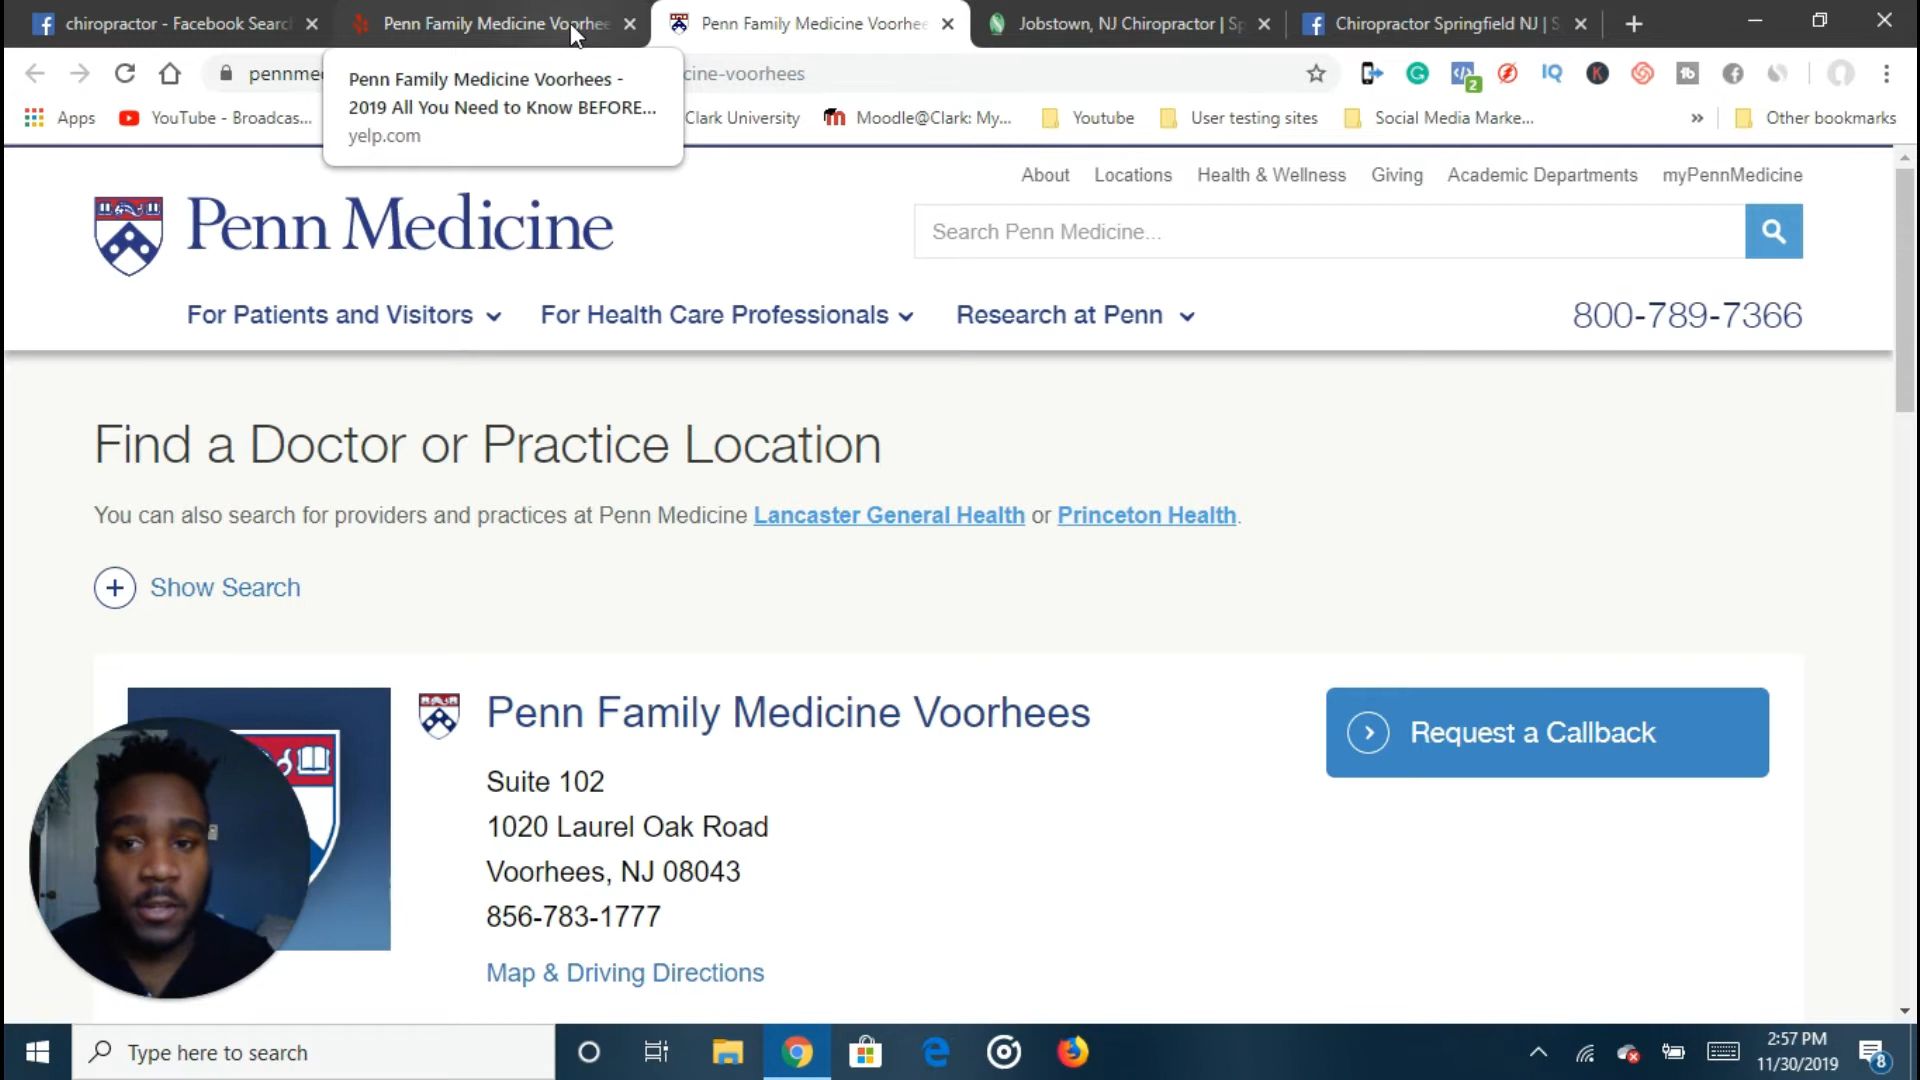 chiropractor - Facebook Searc
Penn Family Medicine Voorhee
Penn Family Medicine Voorhee
Jobstown, NJ Chiropractor | Sp
Chiropractor Springfield NJ | S
pennmed
cine-voorhees
Penn Family Medicine Voorhees -
2019 All You Need to Know BEFORE...
yelp.com
2
Apps
YouTube - Broadcas...
Clark University
Moodle@Clark: My...
Youtube
User testing sites
Social Media Marke...
»
Other bookmarks
About
Locations
Health & Wellness
Giving
Academic Departments
myPennMedicine
Penn Medicine
Search Penn Medicine...
For Patients and Visitors
For Health Care Professionals
Research at Penn
800-789-7366
Find a Doctor or Practice Location
You can also search for providers and practices at Penn Medicine Lancaster General Health or Princeton Health.
Show Search
Penn Family Medicine Voorhees
Request a Callback
Suite 102
1020 Laurel Oak Road
Voorhees, NJ 08043
856-783-1777
Map & Driving Directions
Type here to search
2:57 PM
11/30/2019
8